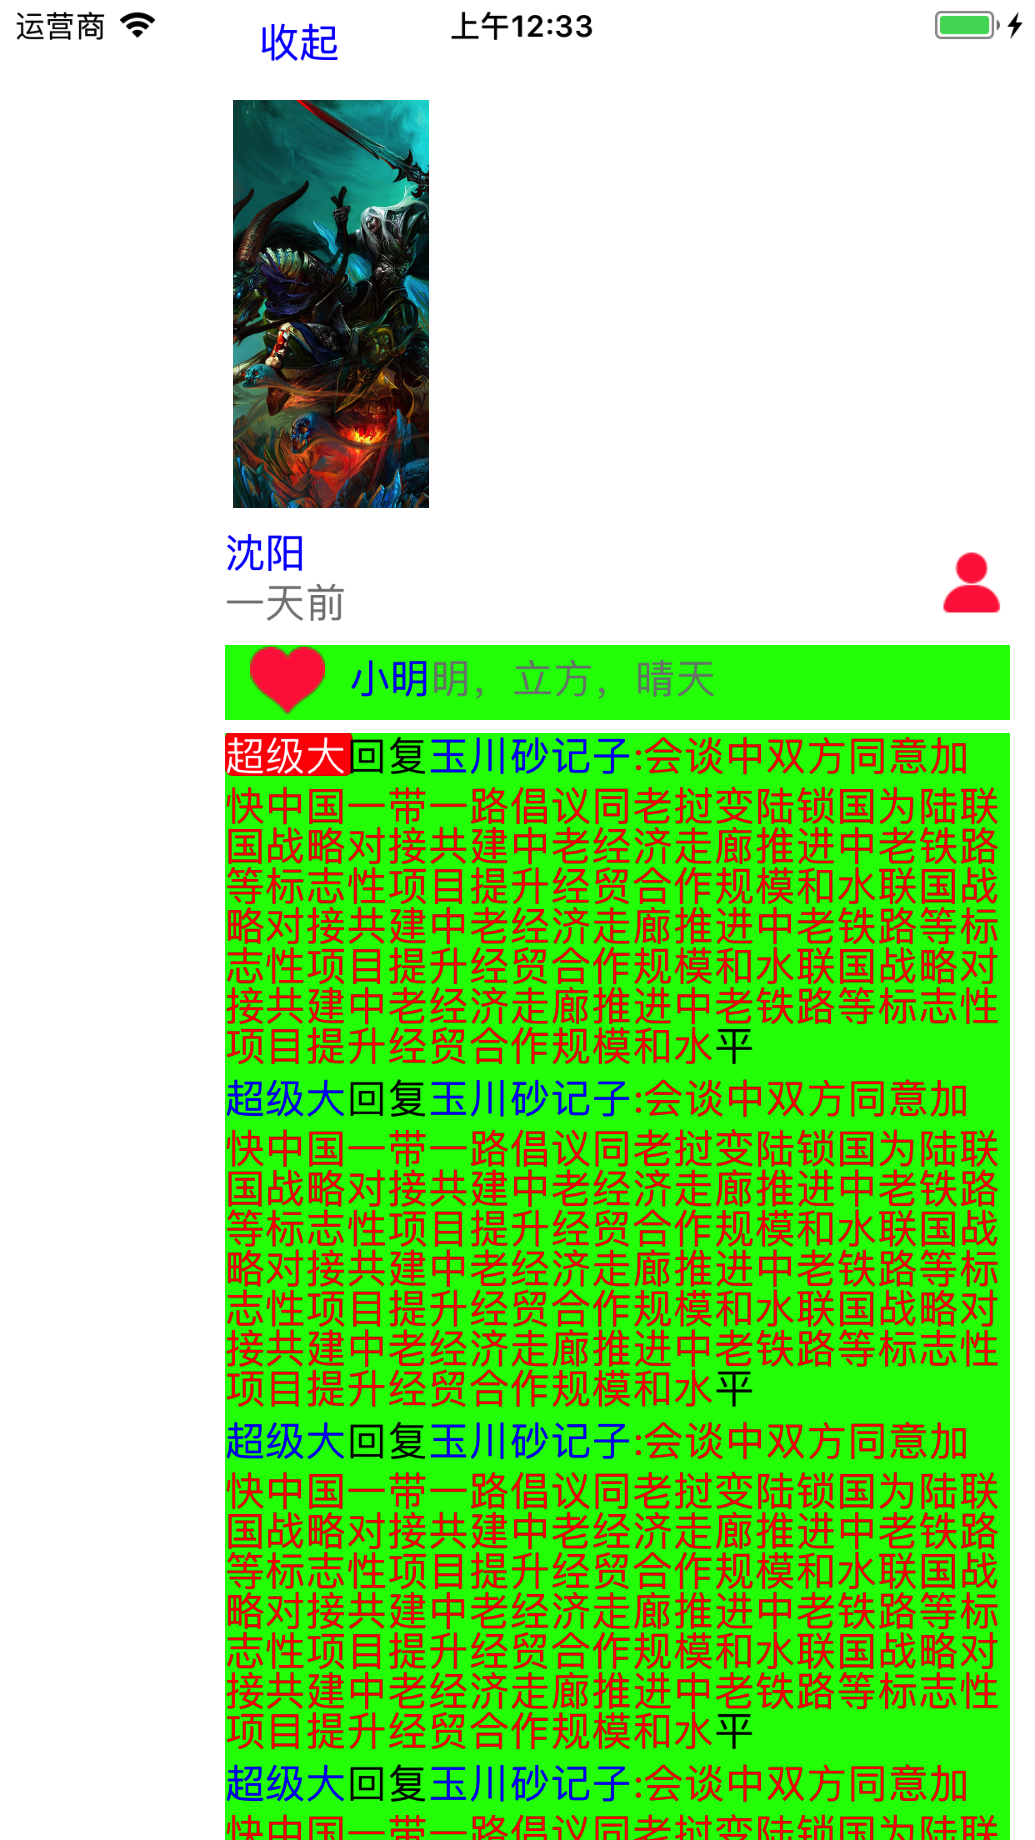 运营商 上午12:33
收起
沈阳
一天前
小明明，立方，晴天
超级大回复玉川砂记子:会谈中双方同意加
快中国一带一路倡议同老挝变陆锁国为陆联
国战略对接共建中老经济走廊推进中老铁路
等标志性项目提升经贸合作规模和水联国战
略对接共建中老经济走廊推进中老铁路等标
志性项目提升经贸合作规模和水联国战略对
接共建中老经济走廊推进中老铁路等标志性
项目提升经贸合作规模和水平
超级大回复玉川砂记子:会谈中双方同意加
快中国一带一路倡议同老挝变陆锁国为陆联
国战略对接共建中老经济走廊推进中老铁路
等标志性项目提升经贸合作规模和水联国战
略对接共建中老经济走廊推进中老铁路等标
志性项目提升经贸合作规模和水联国战略对
接共建中老经济走廊推进中老铁路等标志性
项目提升经贸合作规模和水平
超级大回复玉川砂记子:会谈中双方同意加
快中国一带一路倡议同老挝变陆锁国为陆联
国战略对接共建中老经济走廊推进中老铁路
等标志性项目提升经贸合作规模和水联国战
略对接共建中老经济走廊推进中老铁路等标
志性项目提升经贸合作规模和水联国战略对
接共建中老经济走廊推进中老铁路等标志性
项目提升经贸合作规模和水平
超级大回复玉川砂记子:会谈中双方同意加
快中国一带一路倡议同老挝变陆锁国为陆联